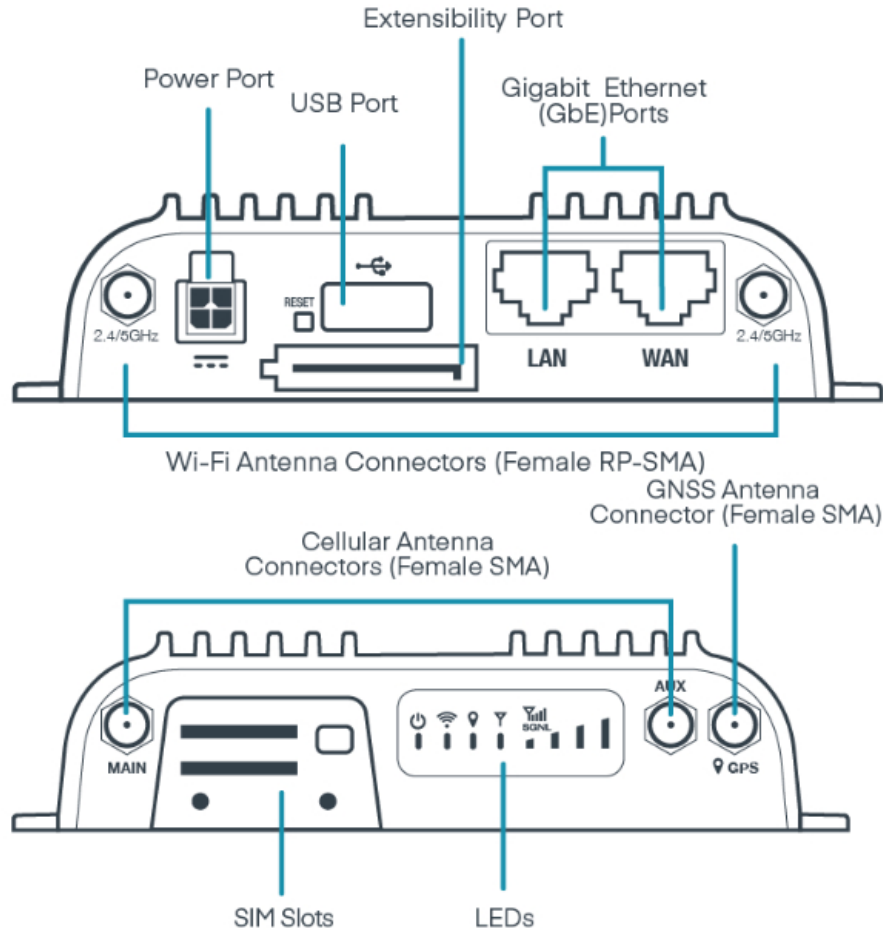 Extensibility Port
Power Port
USB Port
Gigabit Ethernet
(GbE)Ports
RESET
2.4/5GHz
2.4/5GHz
LAN
WAN
Wi-Fi Antenna Connectors (Female RP-SMA)
GNSS Antenna
Connector (Female SMA)
Cellular Antenna
Connectors (Female SMA)
AUX
SGNL
MAIN
GPS
SIM Slots
LEDs